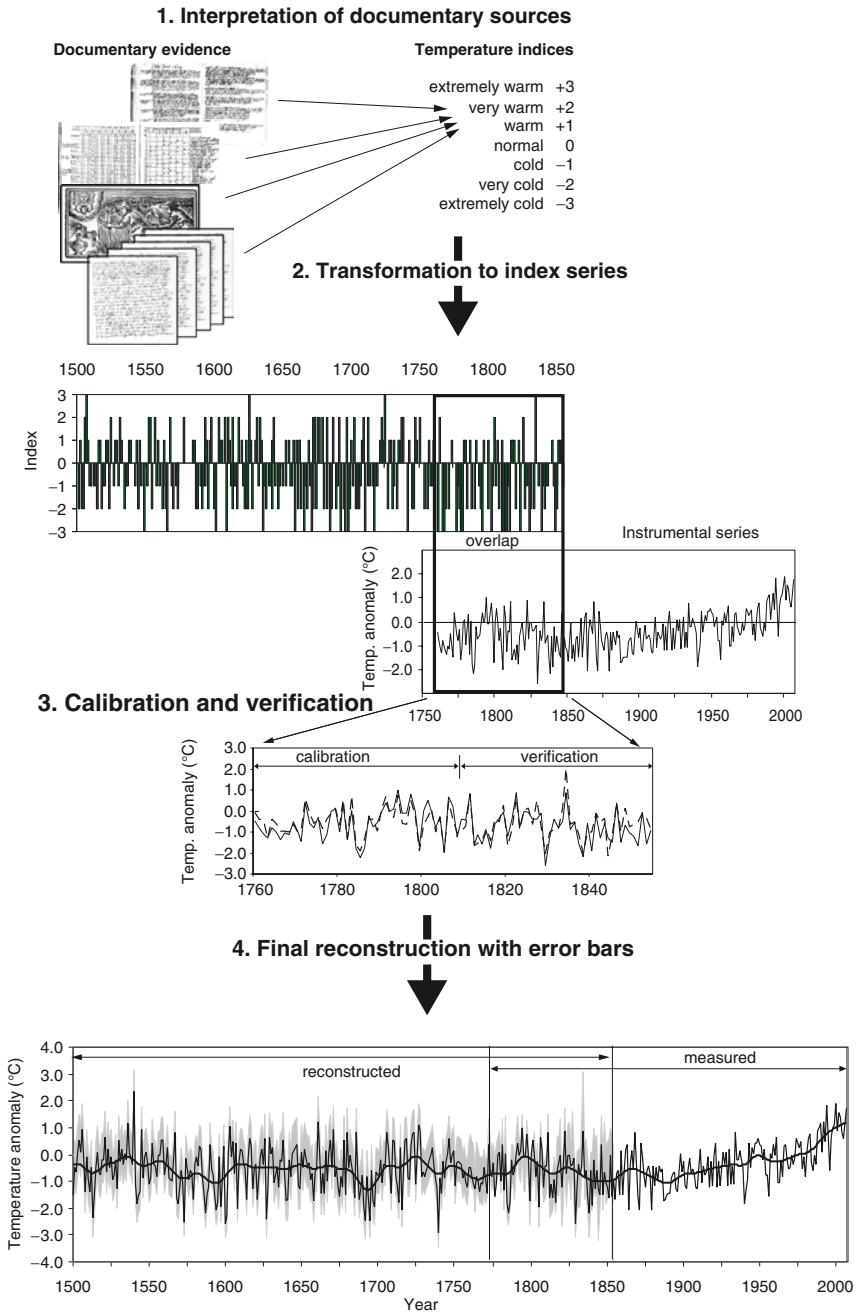 1. Interpretation of documentary sources
Documentary evidence
Temperature indices
extremely warm +3
very warm +2
warm +1
normal 0
cold −1
very cold −2
extremely cold −3
2. Transformation to index series
1500 1550 1600 1650 1700 1750 1800 1850
Index
3
2
1
0
−1
−2
−3
overlap
Instrumental series
Temp. anomaly (°C)
2.0
1.0
0.0
−1.0
−2.0
1750 1800 1850 1900 1950 2000
3. Calibration and verification
Temp. anomaly (°C)
3.0
2.0
1.0
0.0
−1.0
−2.0
−3.0
calibration
verification
1760 1780 1800 1820 1840
4. Final reconstruction with error bars
Temperature anomaly (°C)
4.0
3.0
2.0
1.0
0.0
−1.0
−2.0
−3.0
−4.0
reconstructed
measured
1500 1550 1600 1650 1700 1750 1800 1850 1900 1950 2000
Year